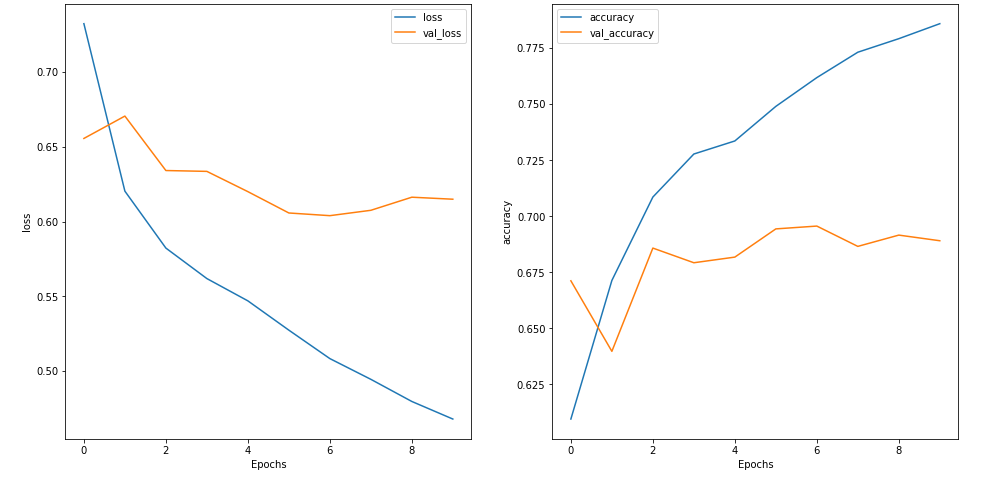 loss
val_loss
0.70
0.65
0.60
0.55
0.50
loss
0 2 4 6 8
Epochs
accuracy
val_accuracy
0.775
0.750
0.725
0.700
0.675
0.650
0.625
accuracy
0 2 4 6 8
Epochs